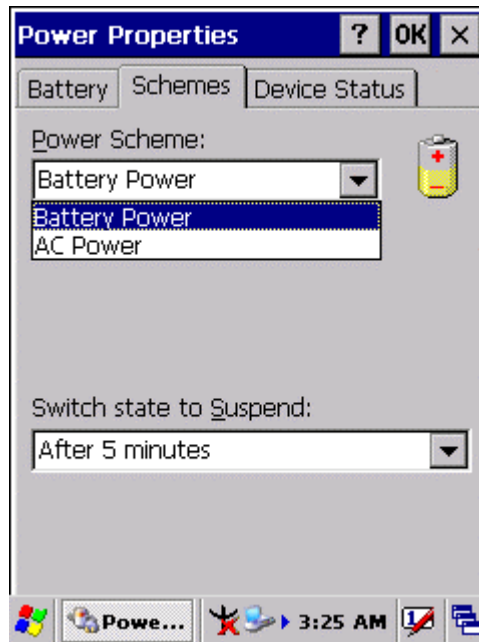 Power Properties ? OK ×
Battery Schemes Device Status
Power Scheme:
Battery Power
Battery Power
AC Power
Switch state to Suspend:
After 5 minutes
Powe... 3:25 AM